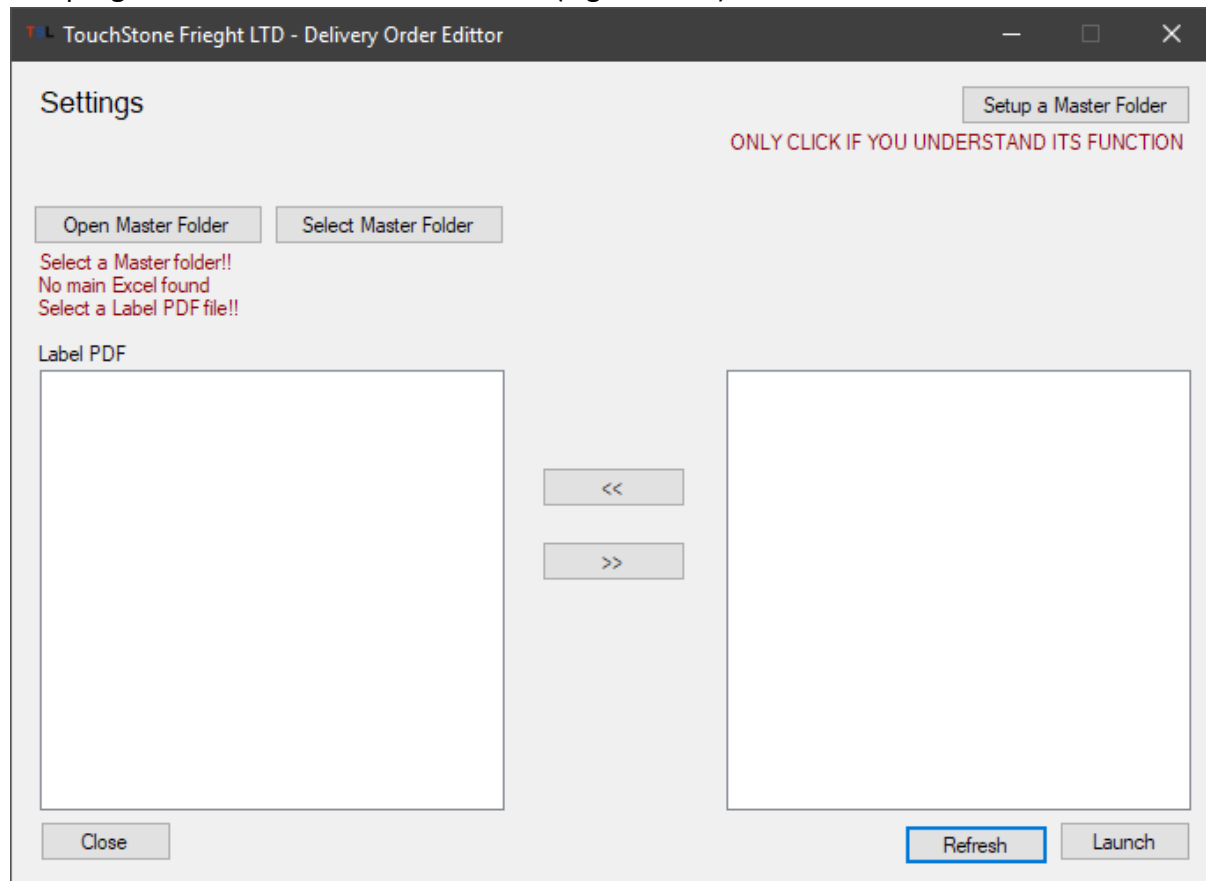 TSL TouchStone Frieght LTD - Delivery Order Edittor
Settings
Setup a Master Folder
ONLY CLICK IF YOU UNDERSTAND ITS FUNCTION
Open Master Folder
Select Master Folder
Select a Master folder!!
No main Excel found
Select a Label PDF file!!
Label PDF
<<
>>
Close
Refresh
Launch